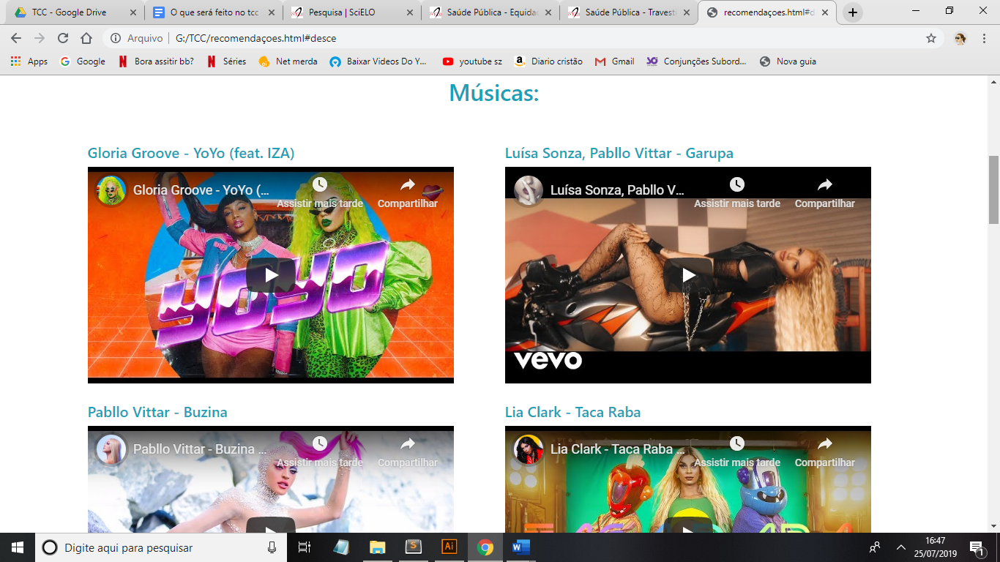 TCC - Google Drive
O que será feito no tcc
Pesquisa | SciELO
Saúde Pública - Equida
Saúde Pública - Travest
recomendaçoes.html#d
Arquivo | G:/TCC/recomendaçoes.html#desce
Apps
Google
Bora assitir bb?
Séries
Net merda
Baixar Videos Do Y...
youtube sz
Diario cristão
Gmail
Conjunções Subord...
Nova guia
Músicas:
Gloria Groove - YoYo (feat. IZA)
Luísa Sonza, Pabllo Vittar - Garupa
Gloria Groove - YoYo (...
Assistir mais tarde
Compartilhar
YOYO
Luísa Sonza, Pabllo V...
Assistir mais tarde
Compartilhar
vevo
Pabllo Vittar - Buzina
Lia Clark - Taca Raba
Pabllo Vittar - Buzina ...
Assistir mais tarde
Compartilhar
Lia Clark - Taca Raba ...
Assistir mais tarde
Compartilhar
Digite aqui para pesquisar
16:47
25/07/2019
1